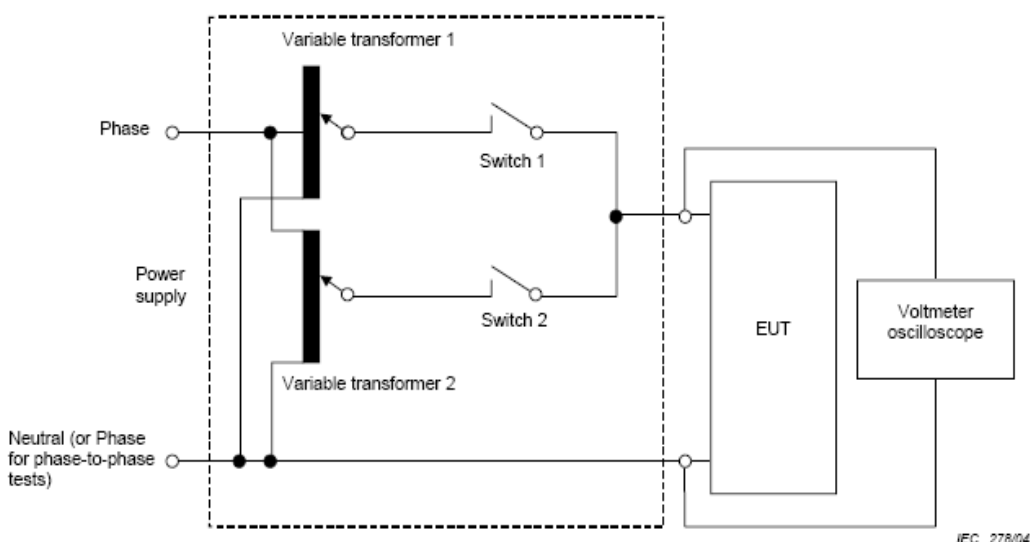 Variable transformer 1
Phase
Switch 1
Power
supply
Switch 2
EUT
Voltmeter
oscilloscope
Variable transformer 2
Neutral (or Phase
for phase-to-phase
tests)
IEC 278/04